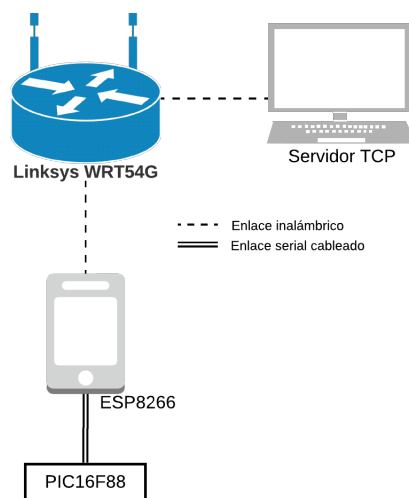 Linksys WRT54G
Servidor TCP
Enlace inalámbrico
Enlace serial cableado
ESP8266
PIC16F88